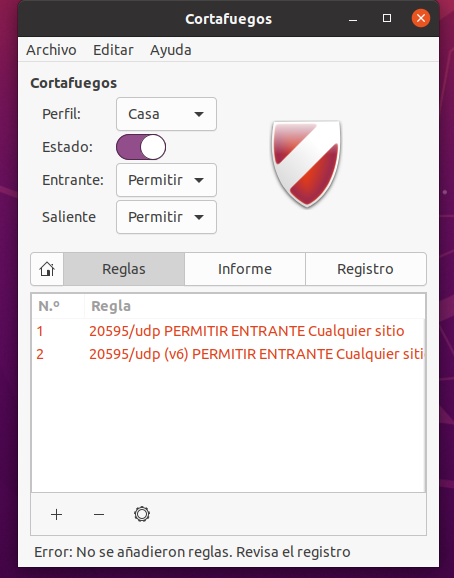 Cortafuegos
Archivo Editar Ayuda
Cortafuegos
Perfil: Casa
Estado:
Entrante: Permitir
Saliente Permitir
Reglas Informe Registro
N.º Regla
1 20595/udp PERMITIR ENTRANTE Cualquier sitio
2 20595/udp (v6) PERMITIR ENTRANTE Cualquier siti
Error: No se añadieron reglas. Revisa el registro